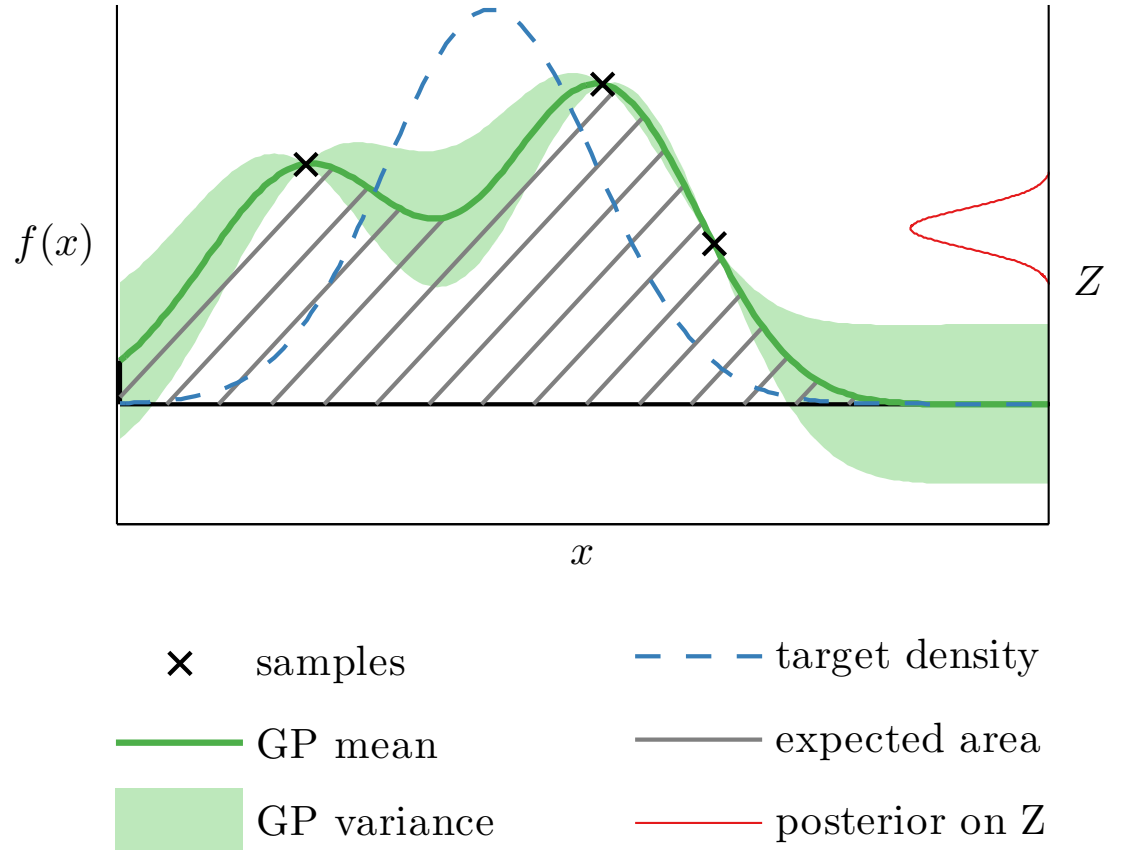 f(x)
Z
x
samples
target density
GP mean
expected area
GP variance
posterior on Z